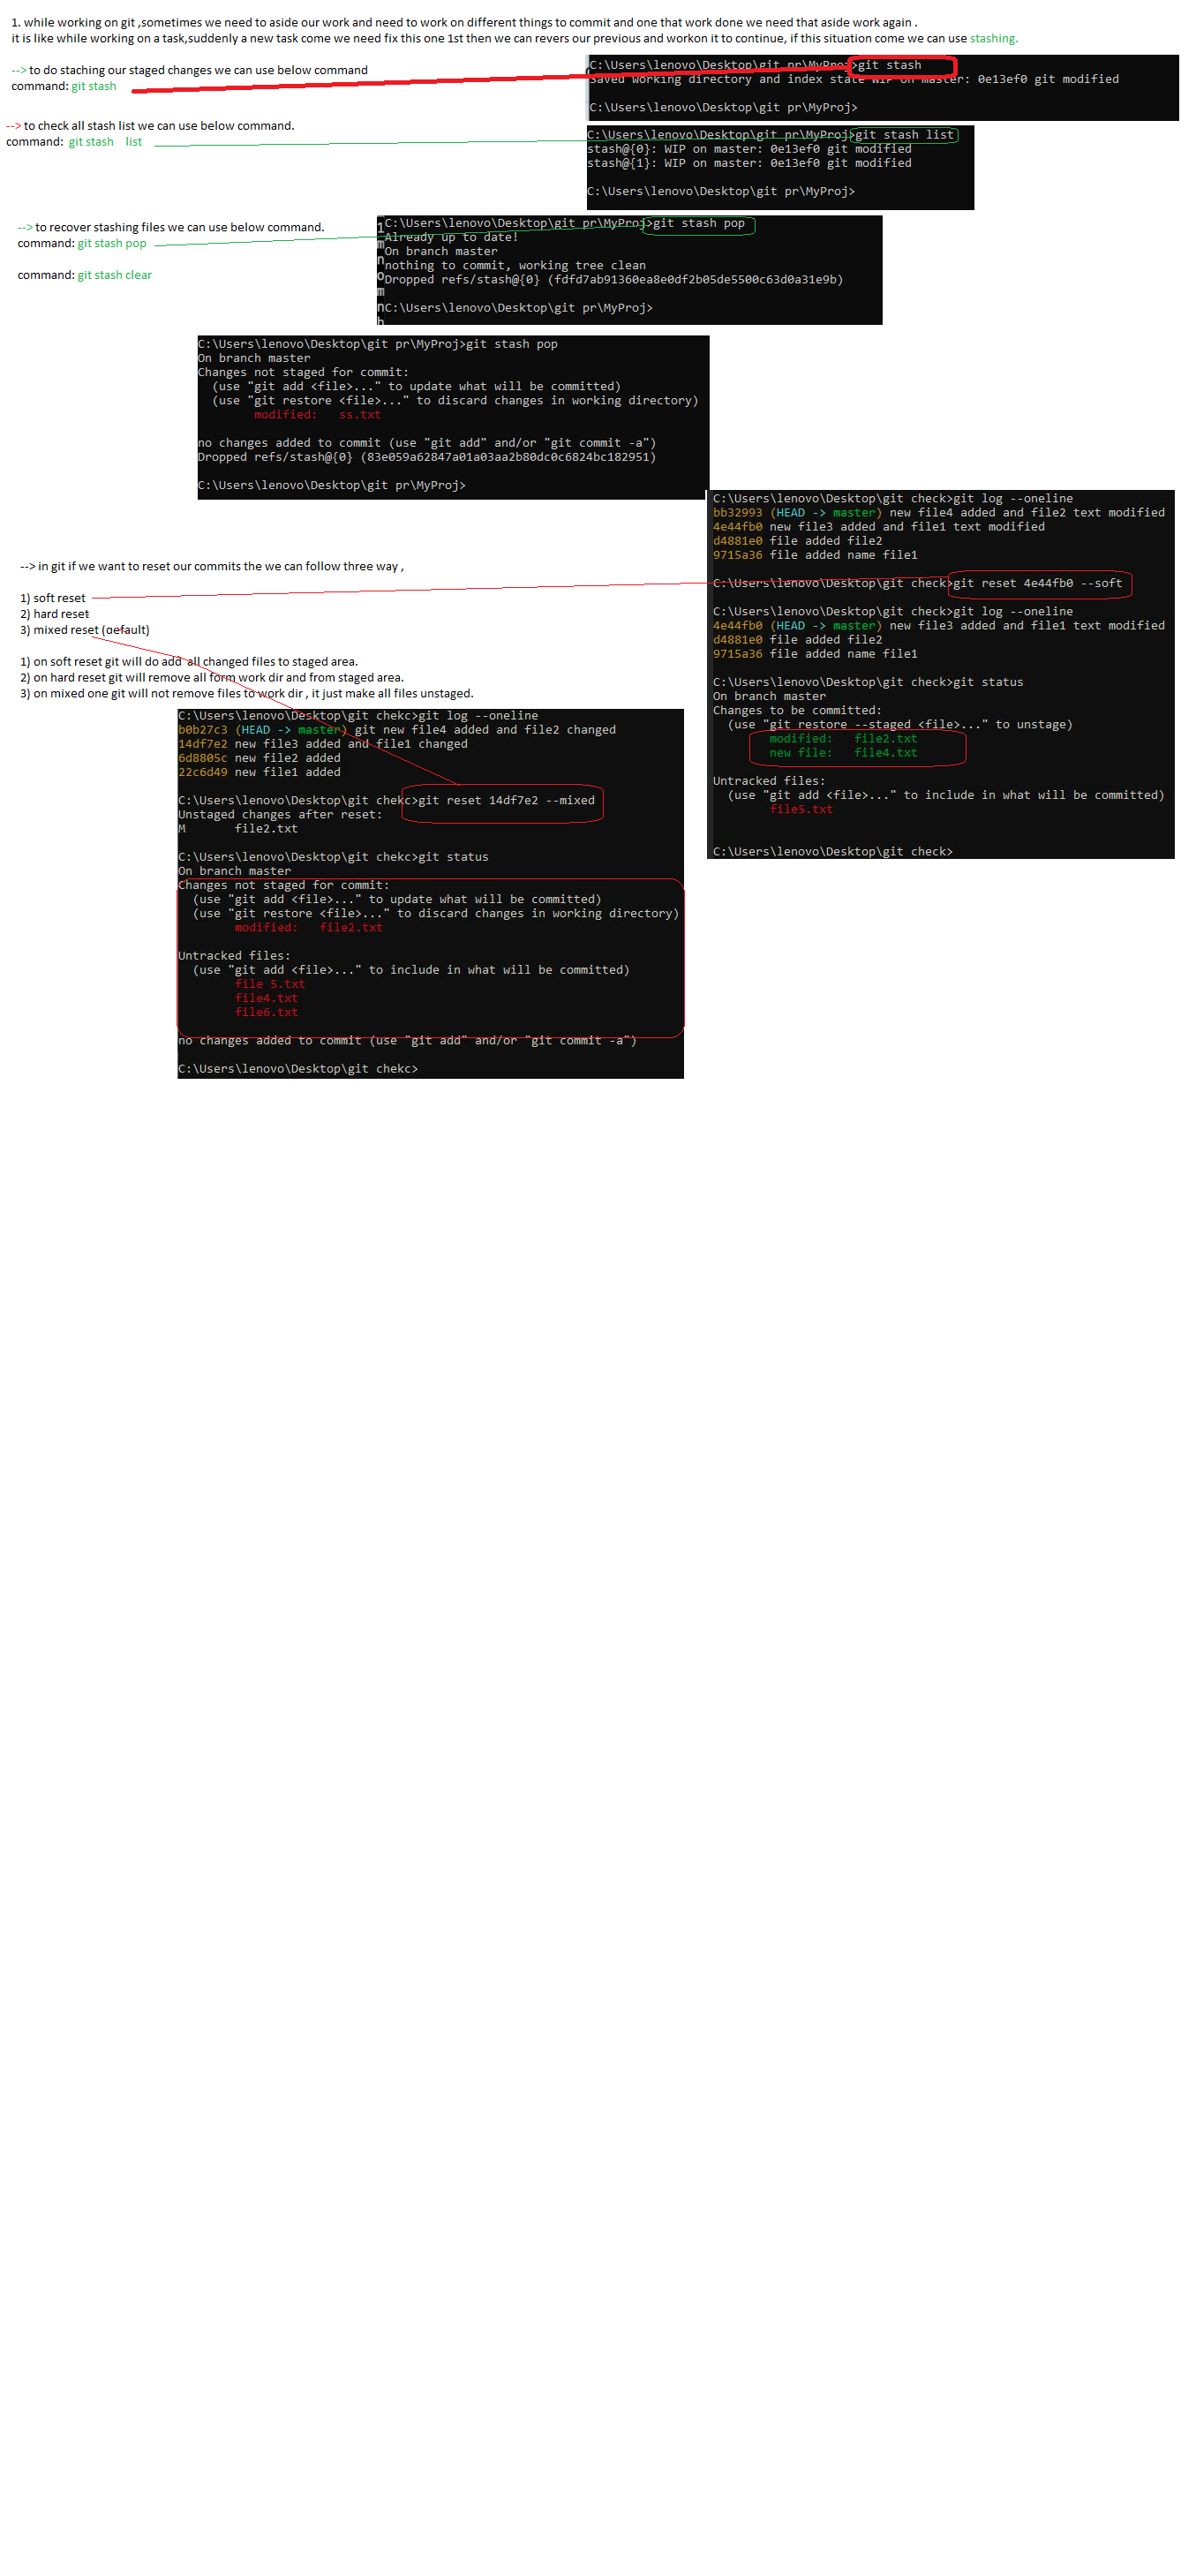 1. while working on git ,sometimes we need to aside our work and need to work on different things to commit and one that work done we need that aside work again .
it is like while working on a task,suddenly a new task come we need fix this one 1st then we can revers our previous and workon it to continue, if this situation come we can use stashing.
--> to do staching our staged changes we can use below command
command: git stash
C:\Users\lenovo\Desktop\git pr\MyProj>git stash
Saved working directory and index state WIP on master: 0e13ef0 git modified
C:\Users\lenovo\Desktop\git pr\MyProj>
--> to check all stash list we can use below command.
command: git stash list
C:\Users\lenovo\Desktop\git pr\MyProj>git stash list
stash@{0}: WIP on master: 0e13ef0 git modified
stash@{1}: WIP on master: 0e13ef0 git modified
C:\Users\lenovo\Desktop\git pr\MyProj>
--> to recover stashing files we can use below command.
command: git stash pop
command: git stash clear
C:\Users\lenovo\Desktop\git pr\MyProj>git stash pop
Already up to date!
On branch master
nothing to commit, working tree clean
Dropped refs/stash@{0} (fdfd7ab91360ea8e0df2b05de5500c63d0a31e9b)
C:\Users\lenovo\Desktop\git pr\MyProj>
C:\Users\lenovo\Desktop\git pr\MyProj>git stash pop
On branch master
Changes not staged for commit:
(use "git add <file>..." to update what will be committed)
(use "git restore <file>..." to discard changes in working directory)
modified: ss.txt
no changes added to commit (use "git add" and/or "git commit -a")
Dropped refs/stash@{0} (83e059a62847a01a03aa2b80dc0c6824bc182951)
C:\Users\lenovo\Desktop\git pr\MyProj>
--> in git if we want to reset our commits the we can follow three way ,
1) soft reset
2) hard reset
3) mixed reset (default)
1) on soft reset git will do add all changed files to staged area.
2) on hard reset git will remove all form work dir and from staged area.
3) on mixed one git will not remove files to work dir , it just make all files unstaged.
C:\Users\lenovo\Desktop\git check>git log --oneline
bb32993 (HEAD -> master) new file4 added and file2 text modified
4e44fb0 new file3 added and file1 text modified
d4881e0 file added file2
9715a36 file added name file1
C:\Users\lenovo\Desktop\git check>git reset 4e44fb0 --soft
C:\Users\lenovo\Desktop\git check>git log --oneline
4e44fb0 (HEAD -> master) new file3 added and file1 text modified
d4881e0 file added file2
9715a36 file added name file1
C:\Users\lenovo\Desktop\git check>git status
On branch master
Changes to be committed:
(use "git restore --staged <file>..." to unstage)
modified: file2.txt
new file: file4.txt
Untracked files:
(use "git add <file>..." to include in what will be committed)
file5.txt
C:\Users\lenovo\Desktop\git check>
C:\Users\lenovo\Desktop\git chekc>git log --oneline
b0b27c3 (HEAD -> master) git new file4 added and file2 changed
14df7e2 new file3 added and file1 changed
6d8805c new file2 added
22c6d49 new file1 added
C:\Users\lenovo\Desktop\git chekc>git reset 14df7e2 --mixed
Unstaged changes after reset:
M file2.txt
C:\Users\lenovo\Desktop\git chekc>git status
On branch master
Changes not staged for commit:
(use "git add <file>..." to update what will be committed)
(use "git restore <file>..." to discard changes in working directory)
modified: file2.txt
Untracked files:
(use "git add <file>..." to include in what will be committed)
file 5.txt
file4.txt
file6.txt
no changes added to commit (use "git add" and/or "git commit -a")
C:\Users\lenovo\Desktop\git chekc>